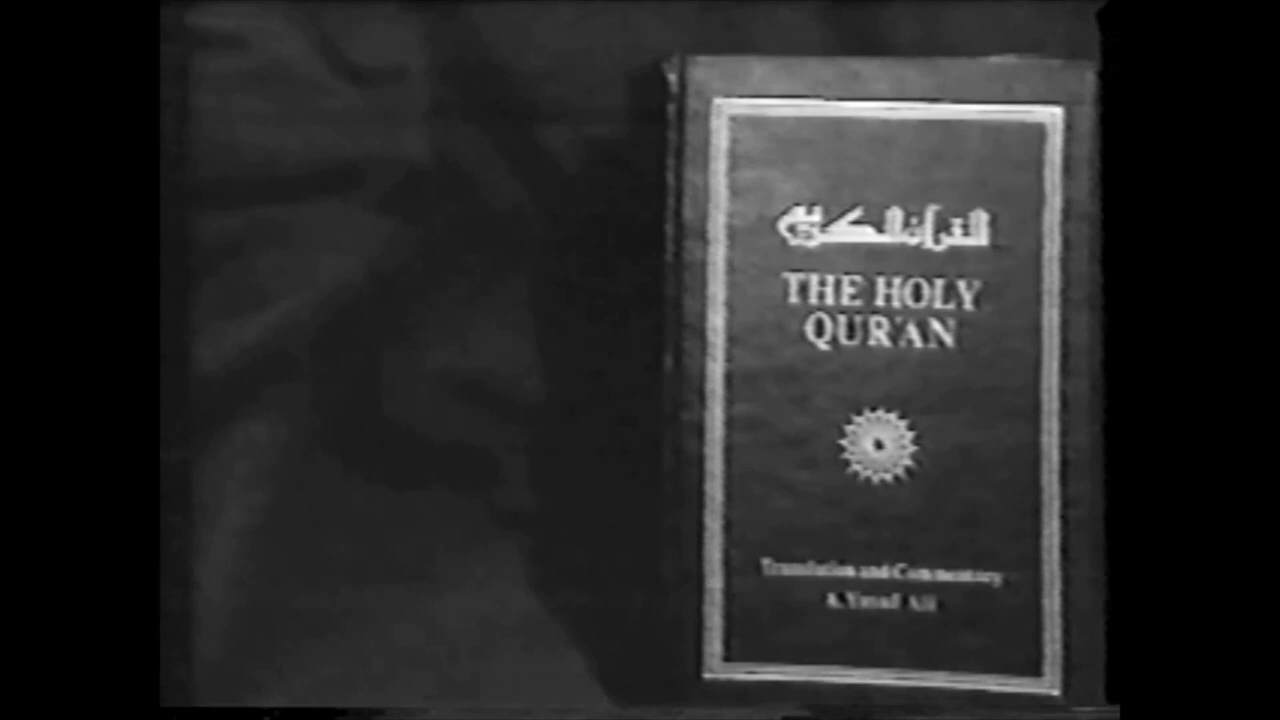 القرآن الكريم
THE HOLY
QUR'AN
Translation and Commentary
A. Yusuf Ali